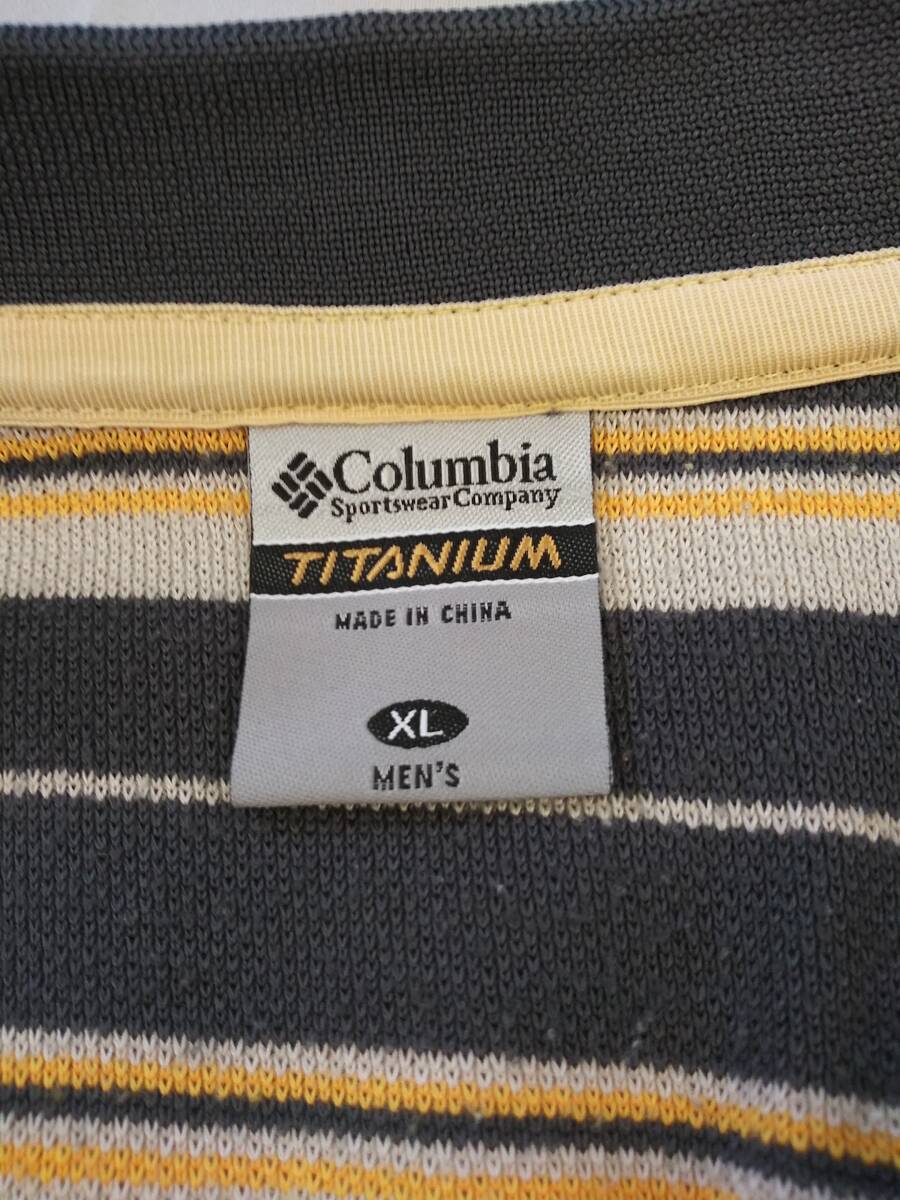 Columbia
Sportswear Company
TITANIUM
MADE IN CHINA
XL
MEN'S